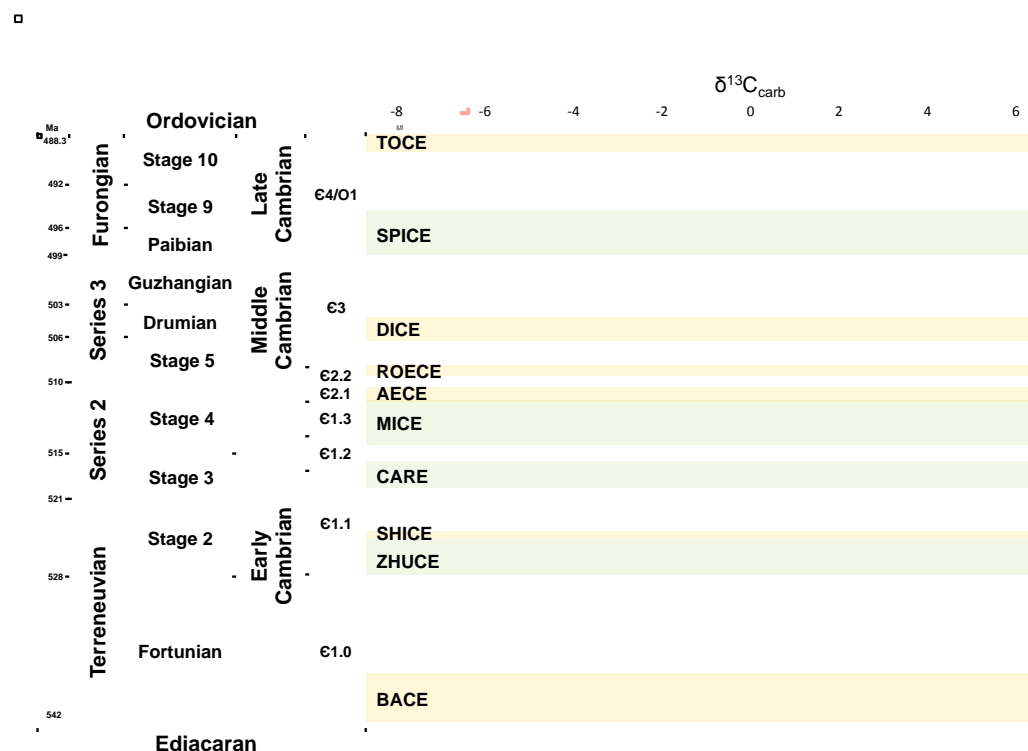 δ13Ccarb
-8 -6 -4 -2 0 2 4 6
Ordovician
Ma
488.3
TOCE
Stage 10
Furongian
Late
Cambrian
492
Є4/O1
Stage 9
496
SPICE
Paibian
499
Guzhangian
Series 3
Middle
Cambrian
503
Є3
Drumian
DICE
506
Stage 5
ROECE
Є2.2
510
Є2.1
AECE
Series 2
Stage 4
Є1.3
MICE
515
Є1.2
Stage 3
CARE
521
Є1.1
Early
Cambrian
SHICE
Stage 2
ZHUCE
528
Terreneuvian
Fortunian
Є1.0
BACE
542
Ediacaran